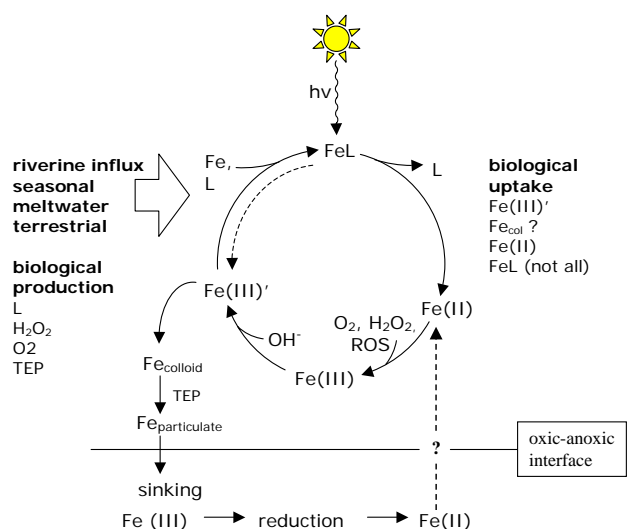 hν
riverine influx
seasonal
meltwater
terrestrial
Fe,
L
FeL
L
biological
uptake
Fe(III)’
Fecol ?
Fe(II)
FeL (not all)
biological
production
L
H2O2
O2
TEP
Fe(III)’
Fe(II)
O2, H2O2,
ROS
OH-
Fe(III)
Fecolloid
TEP
Feparticulate
?
oxic-anoxic
interface
sinking
Fe (III)
reduction
Fe(II)